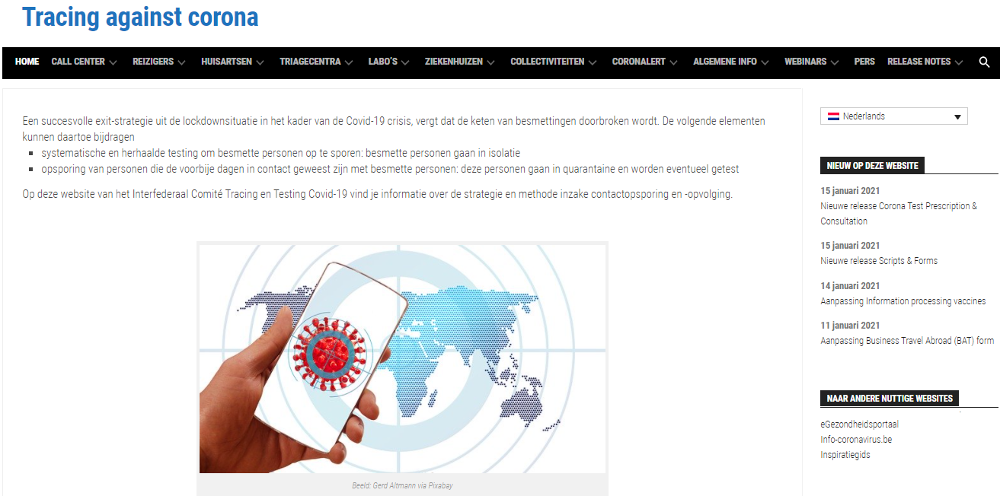 Tracing against corona
HOME CALL CENTER REIZIGERS HUISARTSEN TRIAGECENTRA LABO'S ZIEKENHUIZEN COLLECTIVITEITEN CORONALERT ALGEMENE INFO WEBINARS PERS RELEASE NOTES
Een succesvolle exit-strategie uit de lockdownsituatie in het kader van de Covid-19 crisis, vergt dat de keten van besmettingen doorbroken wordt. De volgende elementen
kunnen daartoe bijdragen
systematische en herhaalde testing om besmette personen op te sporen: besmette personen gaan in isolatie
opsporing van personen die de voorbije dagen in contact geweest zijn met besmette personen: deze personen gaan in quarantaine en worden eventueel getest
Op deze website van het Interfederaal Comité Tracing en Testing Covid-19 vind je informatie over de strategie en methode inzake contactopsporing en -opvolging.
Beeld: Gerd Altmann via Pixabay
Nederlands
NIEUW OP DEZE WEBSITE
15 januari 2021
Nieuwe release Corona Test Prescription &
Consultation
15 januari 2021
Nieuwe release Scripts & Forms
14 januari 2021
Aanpassing Information processing vaccines
11 januari 2021
Aanpassing Business Travel Abroad (BAT) form
NAAR ANDERE NUTTIGE WEBSITES
eGezondheidsportaal
Info-coronavirus.be
Inspiratiegids